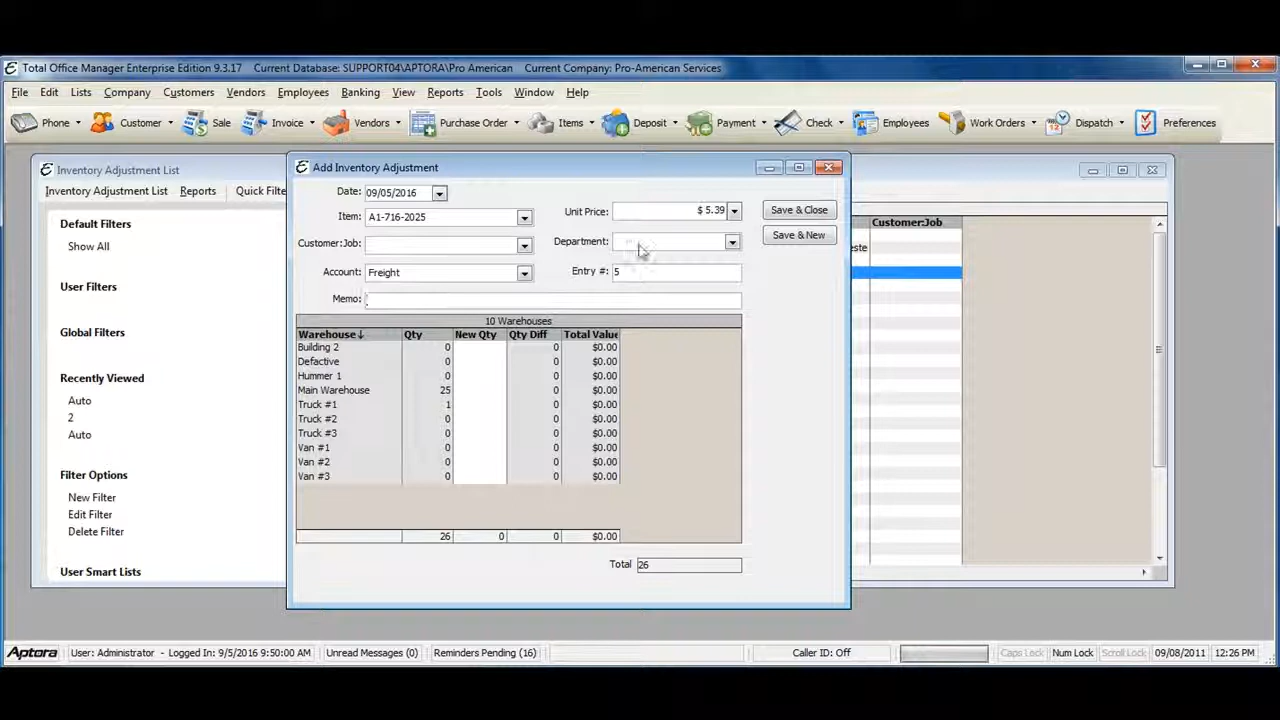 Total Office Manager Enterprise Edition 9.3.17 Current Database: SUPPORT04\APTORA\Pro American Current Company: Pro-American Services
File Edit Lists Company Customers Vendors Employees Banking View Reports Tools Window Help
Phone Customer Sale Invoice Vendors Purchase Order Items Deposit Payment Check Employees Work Orders Dispatch Preferences
Inventory Adjustment List
Inventory Adjustment List Reports Quick Filte
Default Filters
Show All
User Filters
Global Filters
Recently Viewed
Auto
2
Auto
Filter Options
New Filter
Edit Filter
Delete Filter
User Smart Lists
Add Inventory Adjustment
Date: 09/05/2016
Item: A1-716-2025
Unit Price: $ 5.39
Save & Close
Customer:Job:
Department:
Save & New
Account: Freight
Entry #: 5
Memo:
10 Warehouses
Warehouse↓ Qty New Qty Qty Diff Total Value
Building 2 0 0 $0.00
Defactive 0 0 $0.00
Hummer 1 0 0 $0.00
Main Warehouse 25 0 $0.00
Truck #1 1 0 $0.00
Truck #2 0 0 $0.00
Truck #3 0 0 $0.00
Van #1 0 0 $0.00
Van #2 0 0 $0.00
Van #3 0 0 $0.00
26 0 0 $0.00
Total 26
Customer:Job
este
Aptora User: Administrator - Logged In: 9/5/2016 9:50:00 AM Unread Messages (0) Reminders Pending (16) Caller ID: Off Caps Lock Num Lock Scroll Lock 09/08/2011 12:26 PM